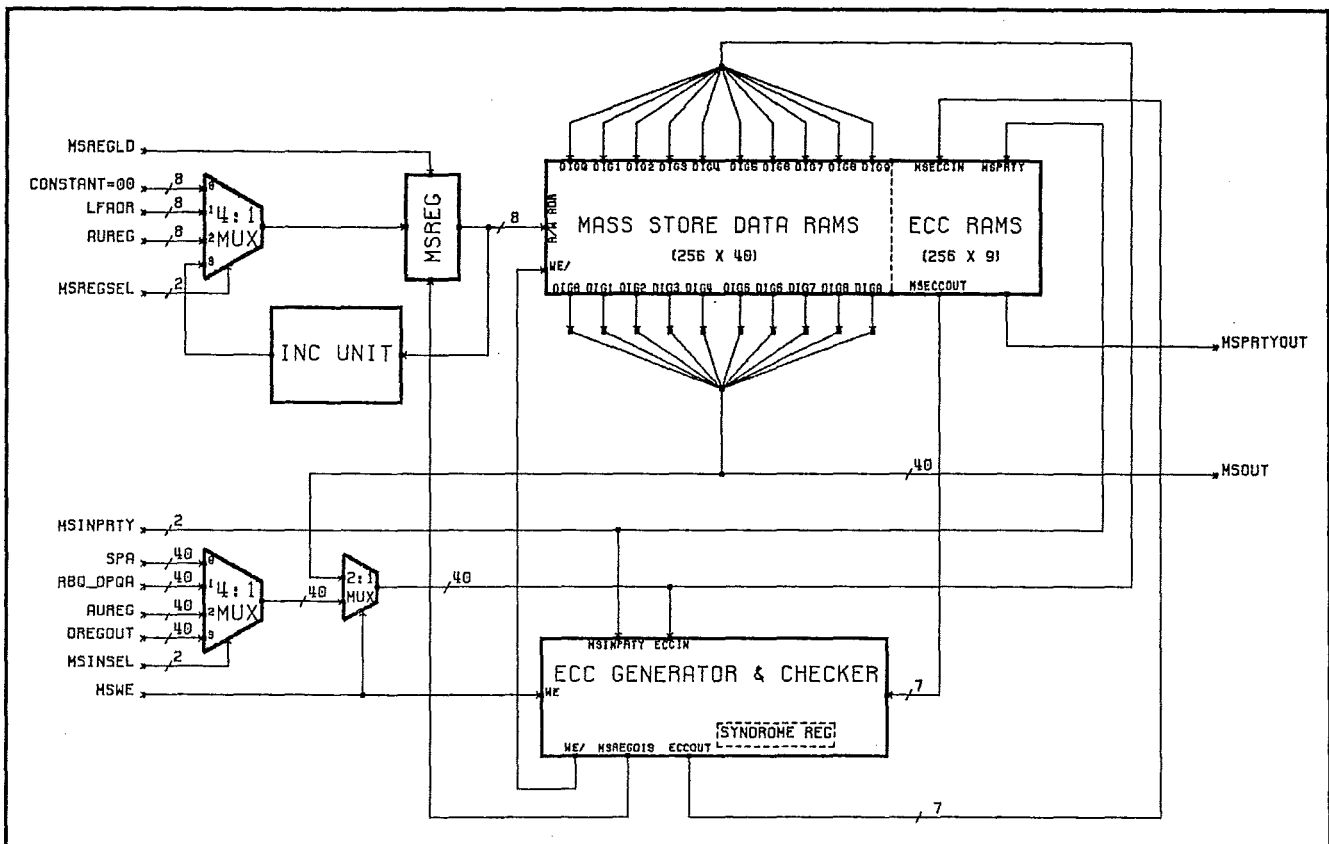 MSREGLD
CONSTANT=00
8
0
LFADR
8
1
4:1
AUREG
8
2
MUX
3
MSREGSEL
2
MSREG
8
INC UNIT
DIG0 DIG1 DIG2 DIG3 DIG4 DIG5 DIG6 DIG7 DIG8 DIG9
MSECCIN MSPRTY
R/W ADR
MASS STORE DATA RAMS
(256 X 40)
ECC RAMS
(256 X 9)
WE/
DIG0 DIG1 DIG2 DIG3 DIG4 DIG5 DIG6 DIG7 DIG8 DIG9
MSECCOUT
MSPRTYOUT
40
MSOUT
MSINPRTY
2
SPA
40
0
RBQ_OPQA
40
1
4:1
AUREG
40
2
MUX
OREGOUT
40
3
MSINSEL
2
40
2:1
MUX
40
MSWE
MSINPRTY ECCIN
ECC GENERATOR & CHECKER
WE
7
SYNDROME REG
WE/ MSREGDIS ECCOUT
7